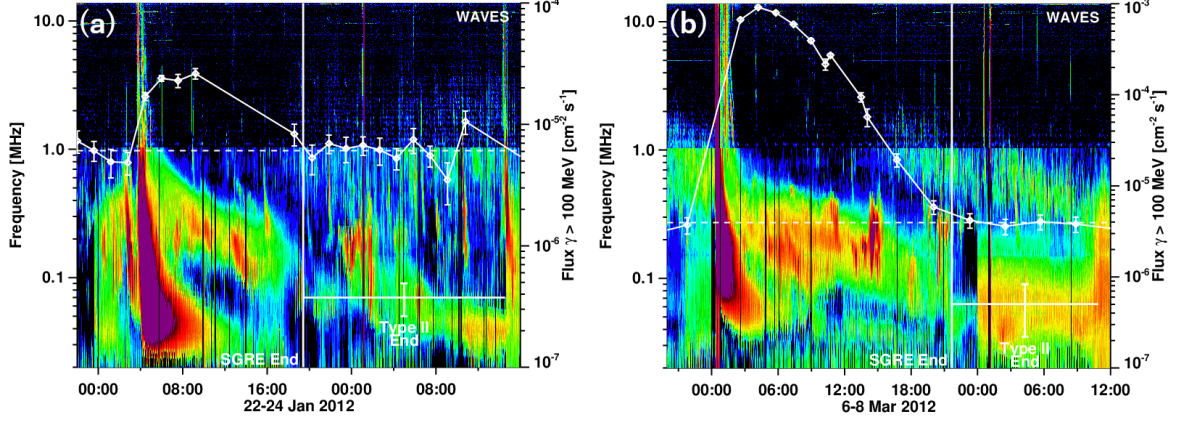 (a)
WAVES
Frequency [MHz]
10.0
1.0
0.1
10⁻⁴
10⁻⁵
10⁻⁶
10⁻⁷
Flux γ > 100 MeV [cm⁻² s⁻¹]
SGRE End
Type II
End
00:00 08:00 16:00 00:00 08:00
22-24 Jan 2012
(b)
WAVES
Frequency [MHz]
10.0
1.0
0.1
10⁻³
10⁻⁴
10⁻⁵
10⁻⁶
10⁻⁷
Flux γ > 100 MeV [cm⁻² s⁻¹]
SGRE End
Type II
End
00:00 06:00 12:00 18:00 00:00 06:00 12:00
6-8 Mar 2012